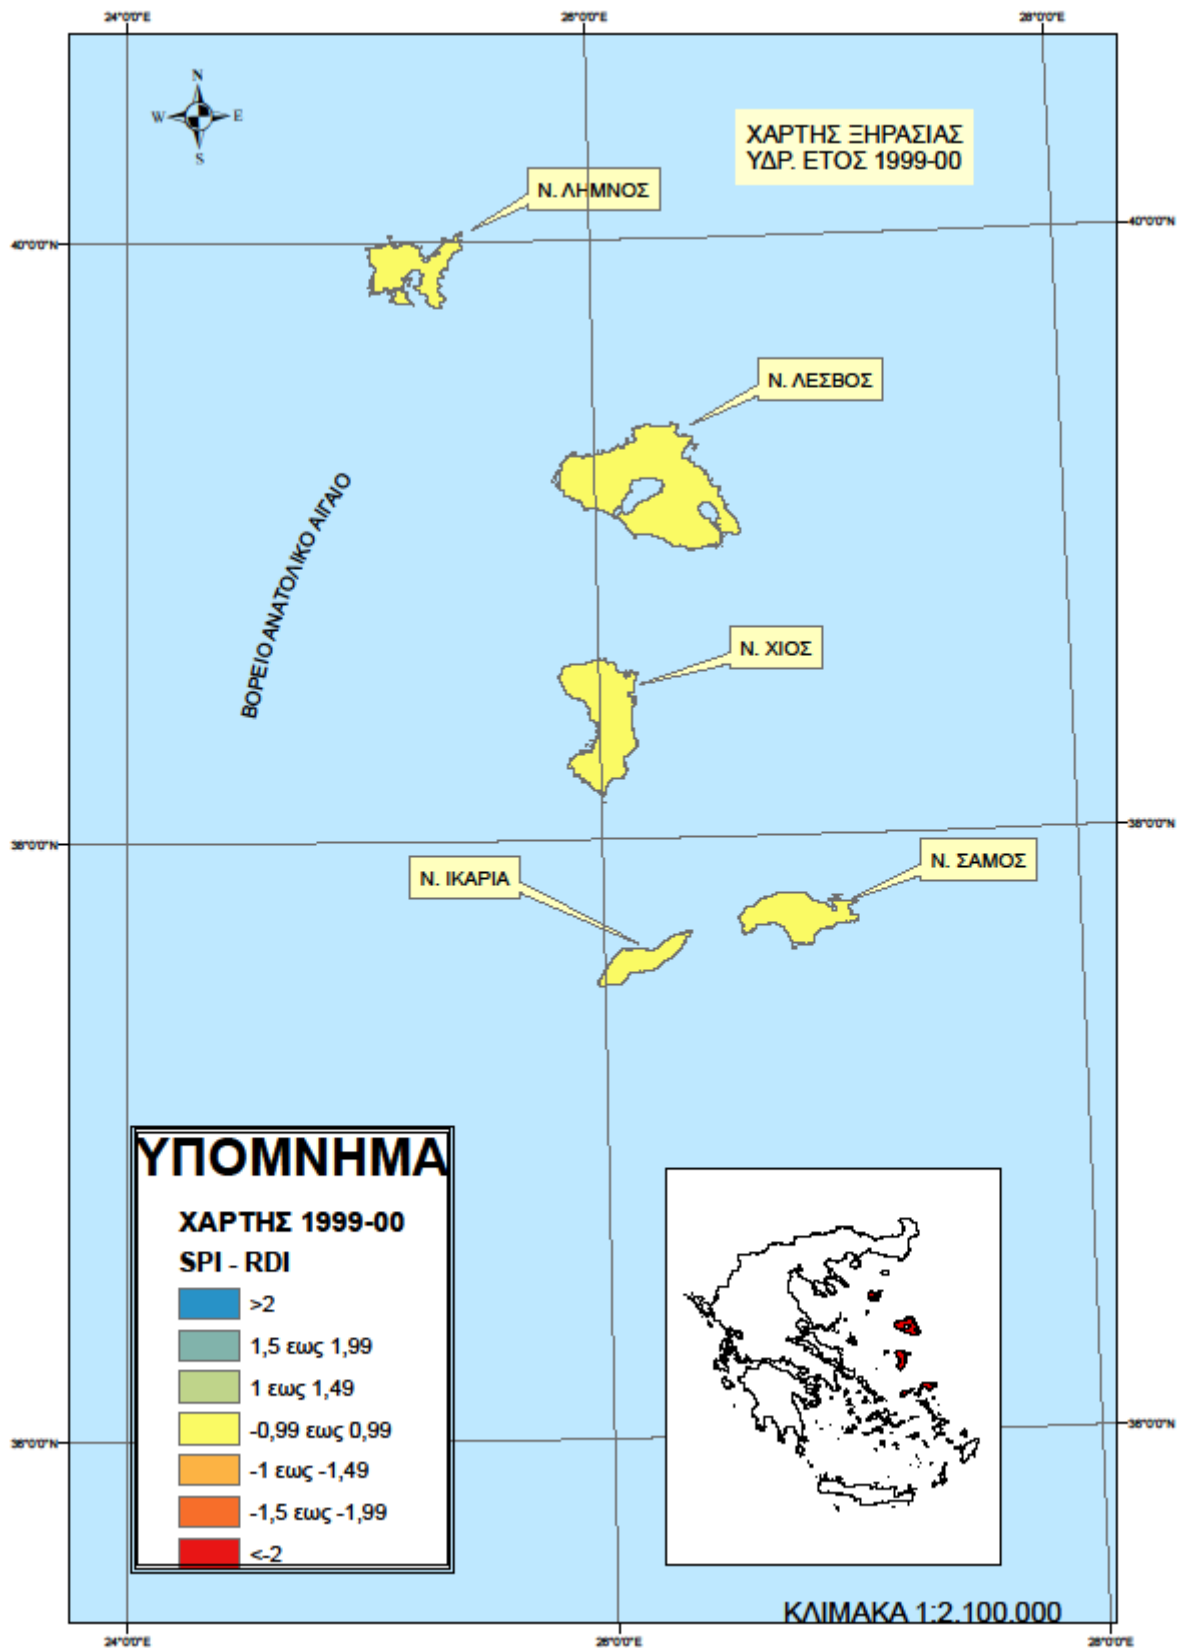 24°0'0"E 26°0'0"E 28°0'0"E
N
W E
S
ΧΑΡΤΗΣ ΞΗΡΑΣΙΑΣ
ΥΔΡ. ΕΤΟΣ 1999-00
Ν. ΛΗΜΝΟΣ
40°0'0"N 40°0'0"N
Ν. ΛΕΣΒΟΣ
ΒΟΡΕΙΟ ΑΝΑΤΟΛΙΚΟ ΑΙΓΑΙΟ
Ν. ΧΙΟΣ
38°0'0"N 38°0'0"N
Ν. ΙΚΑΡΙΑ
Ν. ΣΑΜΟΣ
ΥΠΟΜΝΗΜΑ
ΧΑΡΤΗΣ 1999-00
SPI - RDI
>2
1,5 εως 1,99
1 εως 1,49
-0,99 εως 0,99
-1 εως -1,49
-1,5 εως -1,99
<-2
36°0'0"N 36°0'0"N
ΚΛΙΜΑΚΑ 1:2.100.000
24°0'0"E 26°0'0"E 28°0'0"E